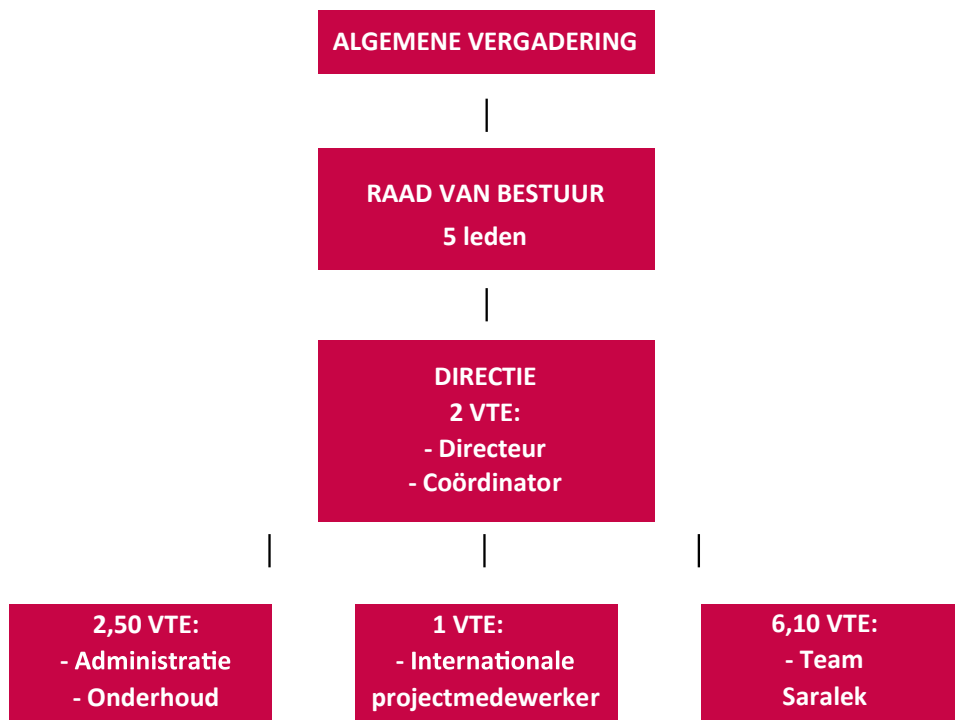 ALGEMENE VERGADERING
RAAD VAN BESTUUR
5 leden
DIRECTIE
2 VTE:
- Directeur
- Coördinator
2,50 VTE:
- Administratie
- Onderhoud
1 VTE:
- Internationale
projectmedewerker
6,10 VTE:
- Team
Saralek